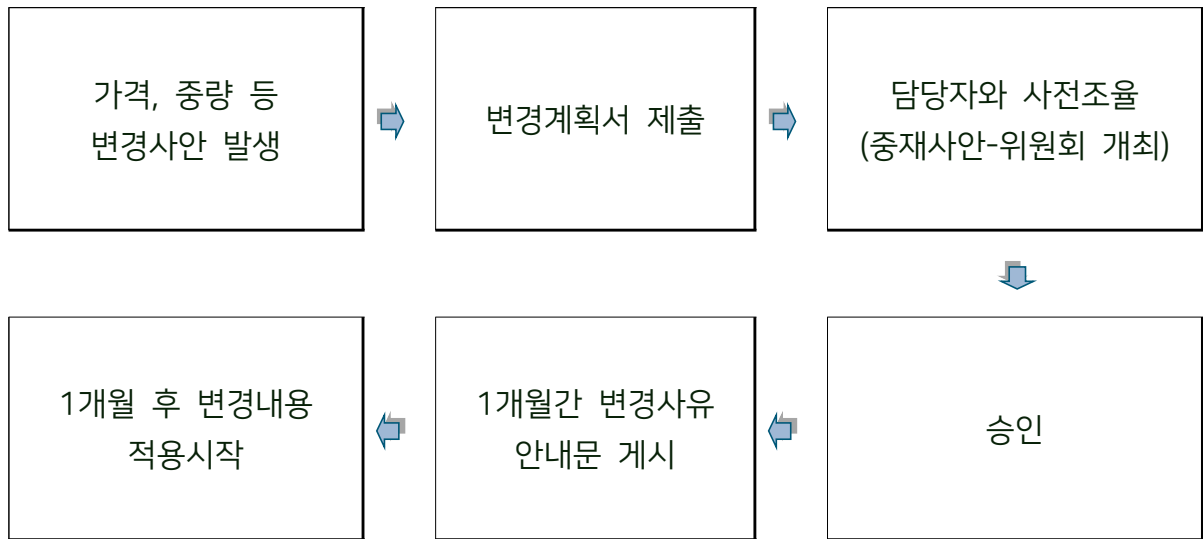 가격, 중량 등
변경사안 발생
변경계획서 제출
담당자와 사전조율
(중재사안-위원회 개최)
승인
1개월간 변경사유
안내문 게시
1개월 후 변경내용
적용시작